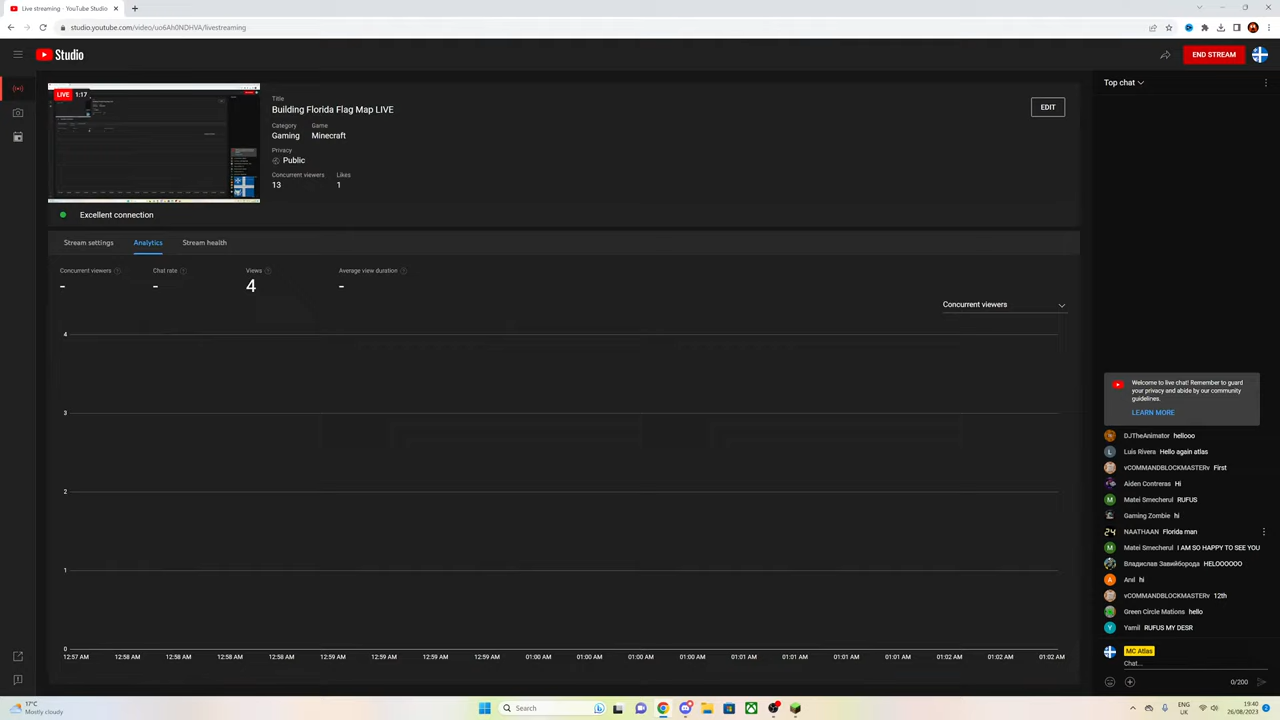 Live streaming - YouTube Studio
studio.youtube.com/video/uo6Ah0NDHVA/livestreaming
Studio
END STREAM
LIVE 1:17
Title
Building Florida Flag Map LIVE
EDIT
Category Game
Gaming Minecraft
Privacy
Public
Concurrent viewers Likes
13 1
Excellent connection
Stream settings Analytics Stream health
Concurrent viewers Chat rate Views Average view duration
- - 4 -
Concurrent viewers
4
3
2
1
0
12:57 AM 12:58 AM 12:58 AM 12:58 AM 12:58 AM 12:59 AM 12:59 AM 12:59 AM 12:59 AM 01:00 AM 01:00 AM 01:00 AM 01:00 AM 01:01 AM 01:01 AM 01:01 AM 01:01 AM 01:02 AM 01:02 AM 01:02 AM
Top chat
Welcome to live chat! Remember to guard
your privacy and abide by our community
guidelines.
LEARN MORE
DJTheAnimator hellooo
L Luis Rivera Hello again atlas
vCOMMANDBLOCKMASTERv First
Aiden Contreras Hi
M Matei Smecherul RUFUS
Gaming Zombie hi
24 NAATHAAN Florida man
M Matei Smecherul I AM SO HAPPY TO SEE YOU
Владислав Завийборода HELOOOOOO
A Anıl hi
vCOMMANDBLOCKMASTERv 12th
Green Circle Mations hello
Y Yamil RUFUS MY DESR
MC Atlas
Chat...
0/200
17°C
Mostly cloudy
Search
ENG
UK
19:40
26/08/2023
2